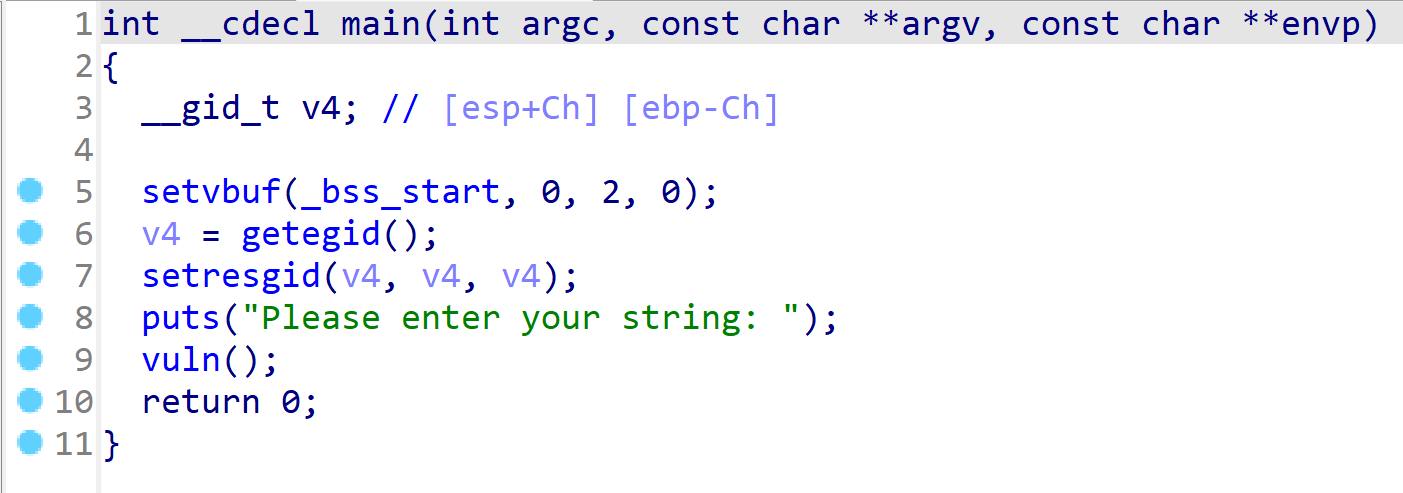 1 int __cdecl main(int argc, const char **argv, const char **envp)
2 {
3   __gid_t v4; // [esp+Ch] [ebp-Ch]
4
5   setvbuf(_bss_start, 0, 2, 0);
6   v4 = getegid();
7   setresgid(v4, v4, v4);
8   puts("Please enter your string: ");
9   vuln();
10   return 0;
11 }